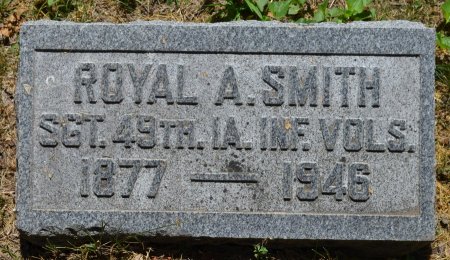 ROYAL A. SMITH
SGT. 49TH. IA. INF. VOLS.
1877 — 1946